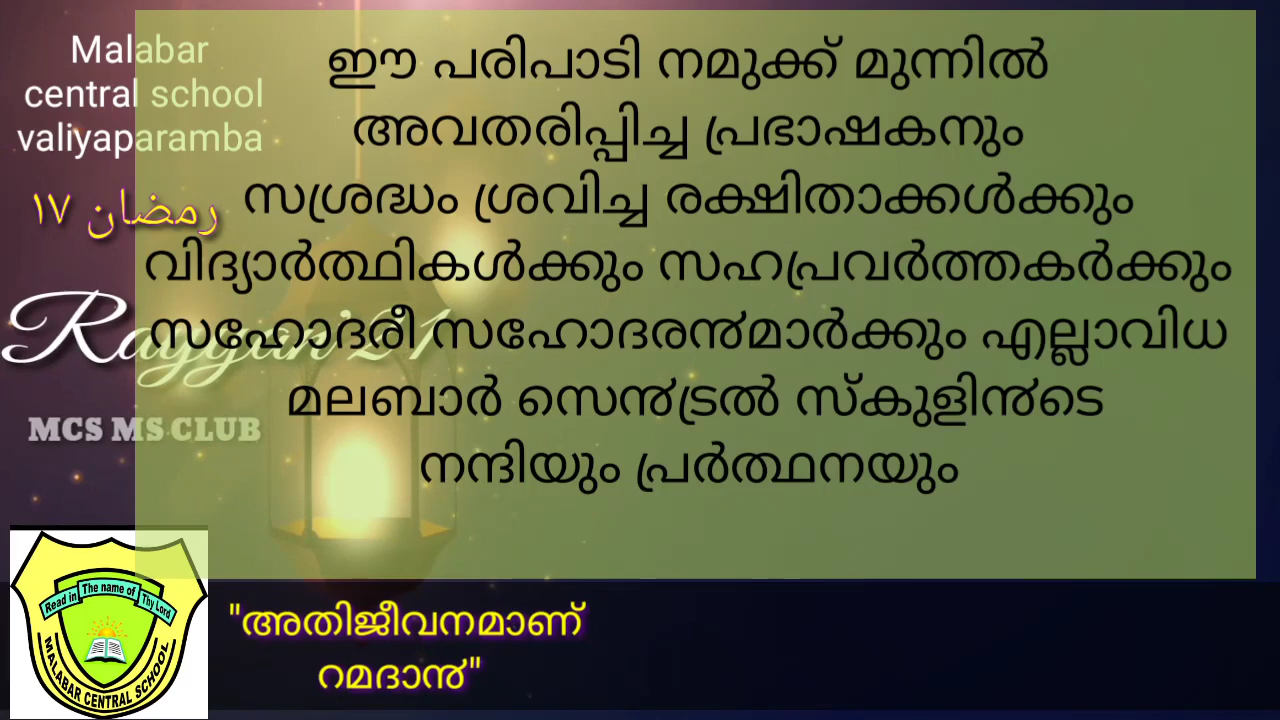 Malabar
central school
valiyaparamba
رمضان ١٧
Rayyan'21
MCS MS CLUB
ഈ പരിപാടി നമുക്ക് മുന്നിൽ
അവതരിപ്പിച്ച പ്രഭാഷകനും
സശ്രദ്ധം ശ്രവിച്ച രക്ഷിതാക്കൾക്കും
വിദ്യാർത്ഥികൾക്കും സഹപ്രവർത്തകർക്കും
സഹോദരീ സഹോദരൻമാർക്കും എല്ലാവിധ
മലബാർ സെൻട്രൽ സ്കുളിൻടെ
നന്ദിയും പ്രർത്ഥനയും
Read in The name of Thy Lord
MALABAR CENTRAL SCHOOL
"അതിജീവനമാണ്
റമദാൻ"